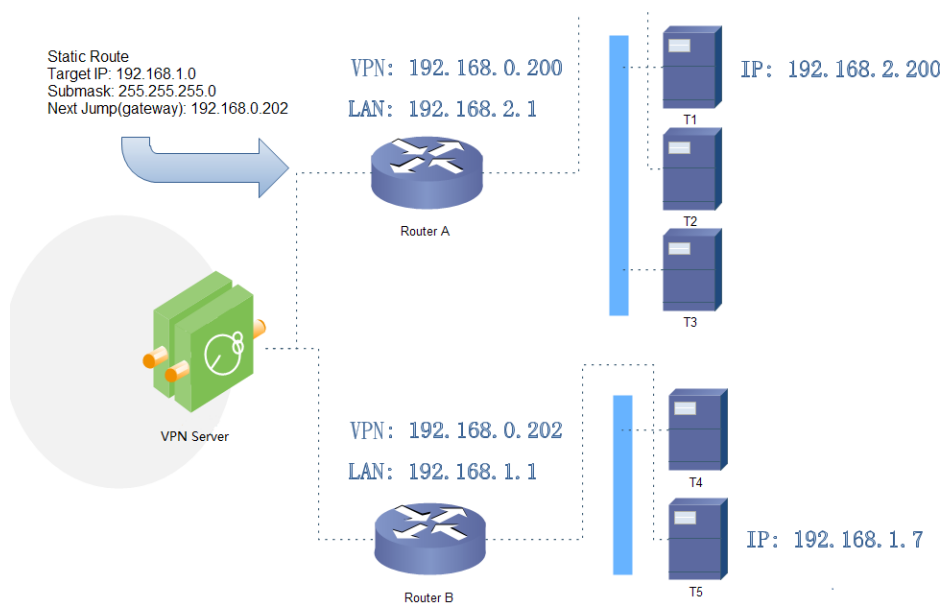 Static Route
Target IP: 192.168.1.0
Submask: 255.255.255.0
Next Jump(gateway): 192.168.0.202
VPN: 192.168.0.200
LAN: 192.168.2.1
Router A
IP: 192.168.2.200
T1
T2
T3
VPN Server
VPN: 192.168.0.202
LAN: 192.168.1.1
Router B
T4
IP: 192.168.1.7
T5